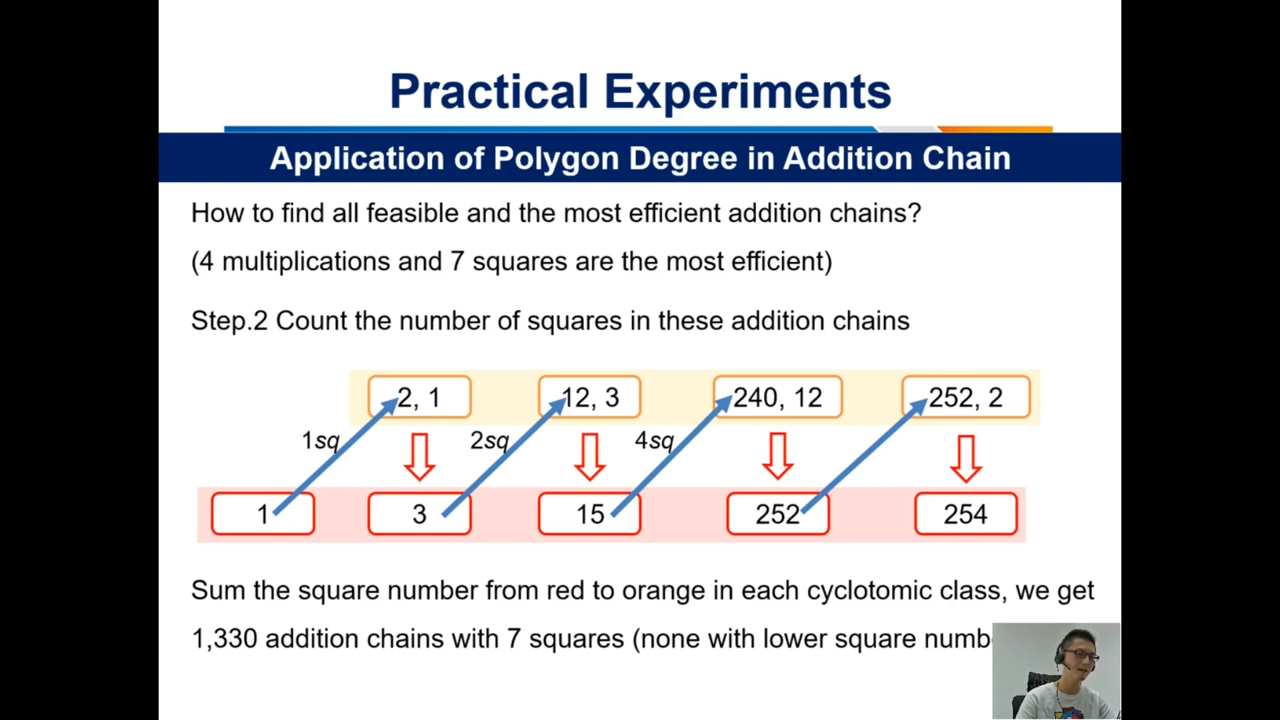 Practical Experiments
Application of Polygon Degree in Addition Chain
How to find all feasible and the most efficient addition chains?
(4 multiplications and 7 squares are the most efficient)
Step.2 Count the number of squares in these addition chains
2, 1
12, 3
240, 12
252, 2
1sq
2sq
4sq
1
3
15
252
254
Sum the square number from red to orange in each cyclotomic class, we get
1,330 addition chains with 7 squares (none with lower square